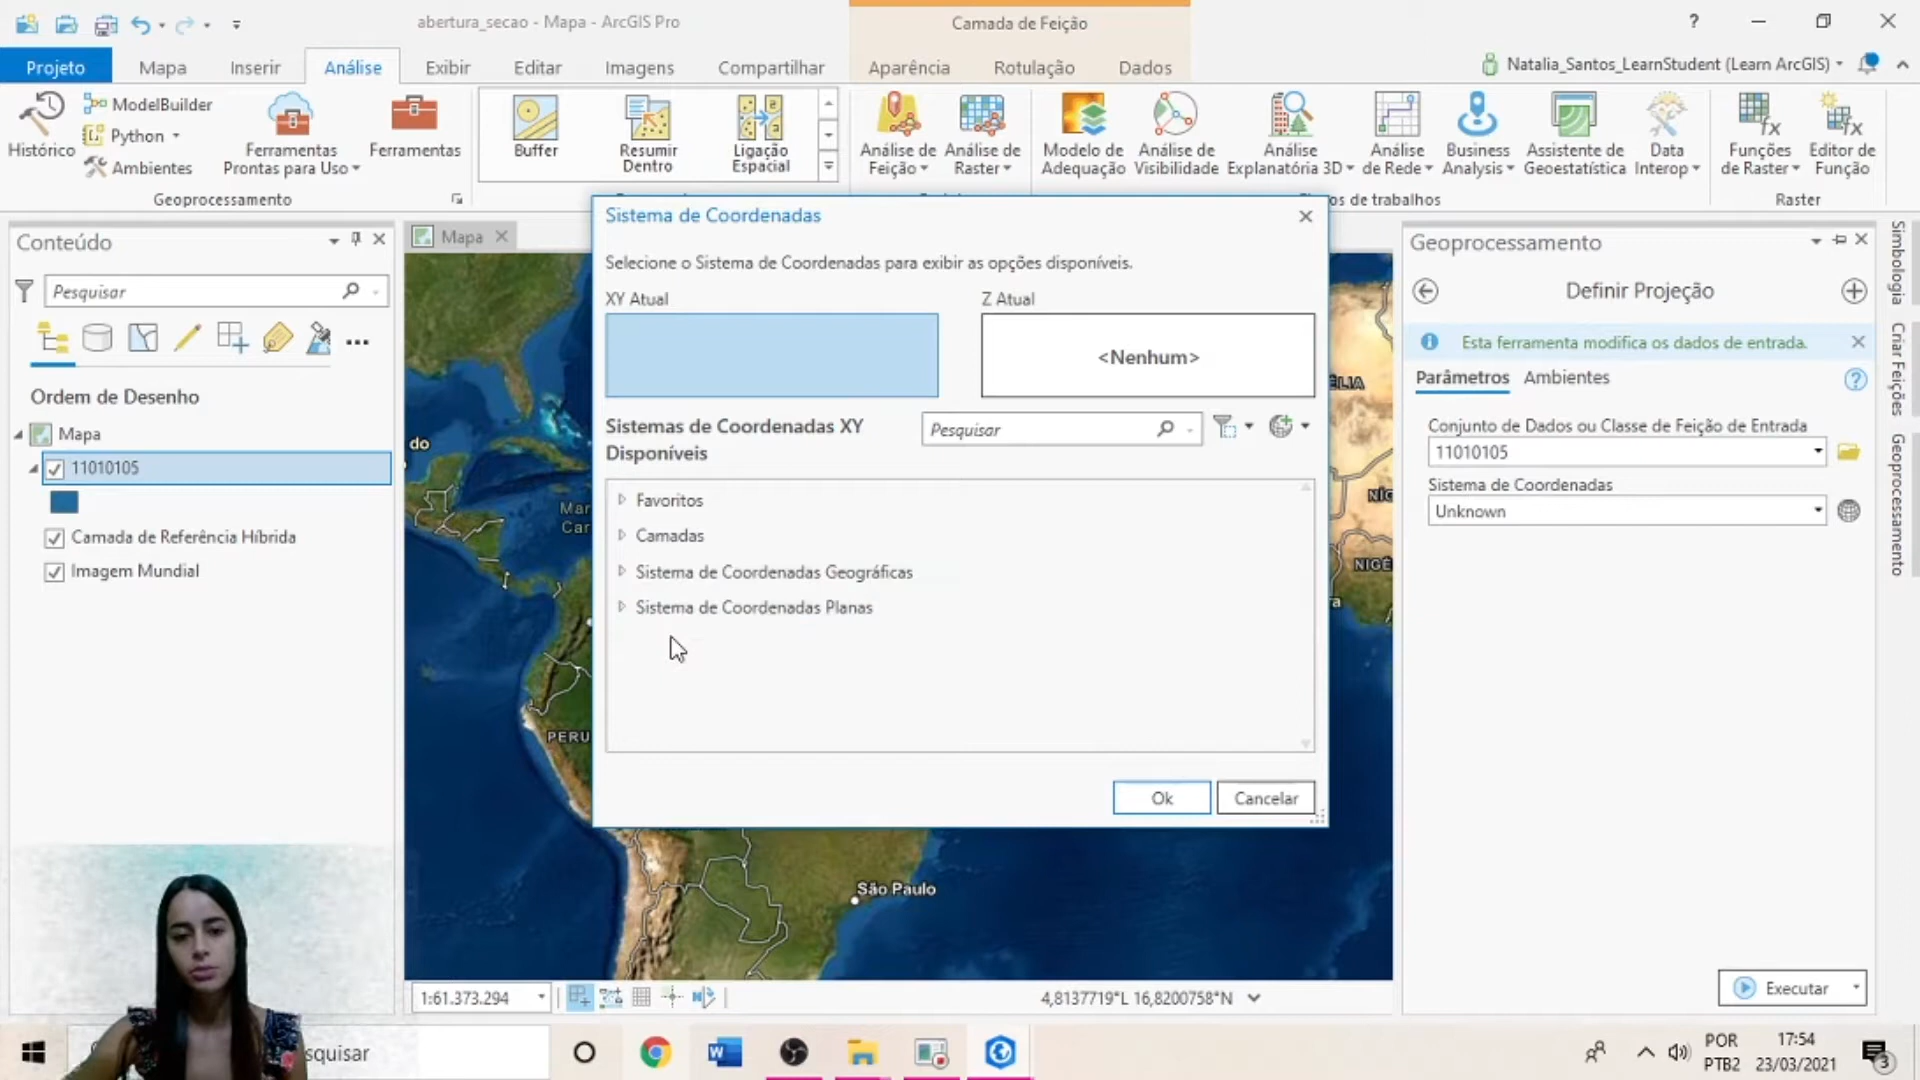 abertura_secao - Mapa - ArcGIS Pro
Camada de Feição
?
Projeto
Mapa
Inserir
Análise
Exibir
Editar
Imagens
Compartilhar
Aparência
Rotulação
Dados
Natalia_Santos_LearnStudent (Learn ArcGIS)
Histórico
ModelBuilder
Python
Ambientes
Ferramentas
Prontas para Uso
Ferramentas
Buffer
Resumir
Dentro
Ligação
Espacial
Análise de
Feição
Análise de
Raster
Modelo de
Adequação
Análise de
Visibilidade
Análise
Explanatória 3D
Análise
de Rede
Business
Analysis
Assistente de
Geoestatística
Data
Interop
Funções
de Raster
Editor de
Função
Geoprocessamento
os de trabalhos
Raster
Conteúdo
Pesquisar
Ordem de Desenho
Mapa
11010105
Camada de Referência Híbrida
Imagem Mundial
Mapa
do
Mar
Car
PERU
São Paulo
NIGE
Sistema de Coordenadas
Selecione o Sistema de Coordenadas para exibir as opções disponíveis.
XY Atual
Z Atual
<Nenhum>
Sistemas de Coordenadas XY
Disponíveis
Pesquisar
Favoritos
Camadas
Sistema de Coordenadas Geográficas
Sistema de Coordenadas Planas
Ok
Cancelar
1:61.373.294
4,8137719°L 16,8200758°N
Geoprocessamento
Definir Projeção
Esta ferramenta modifica os dados de entrada.
Parâmetros
Ambientes
Conjunto de Dados ou Classe de Feição de Entrada
11010105
Sistema de Coordenadas
Unknown
Executar
Simbologia
Criar Feições
Geoprocessamento
squisar
POR
PTB2
17:54
23/03/2021
3